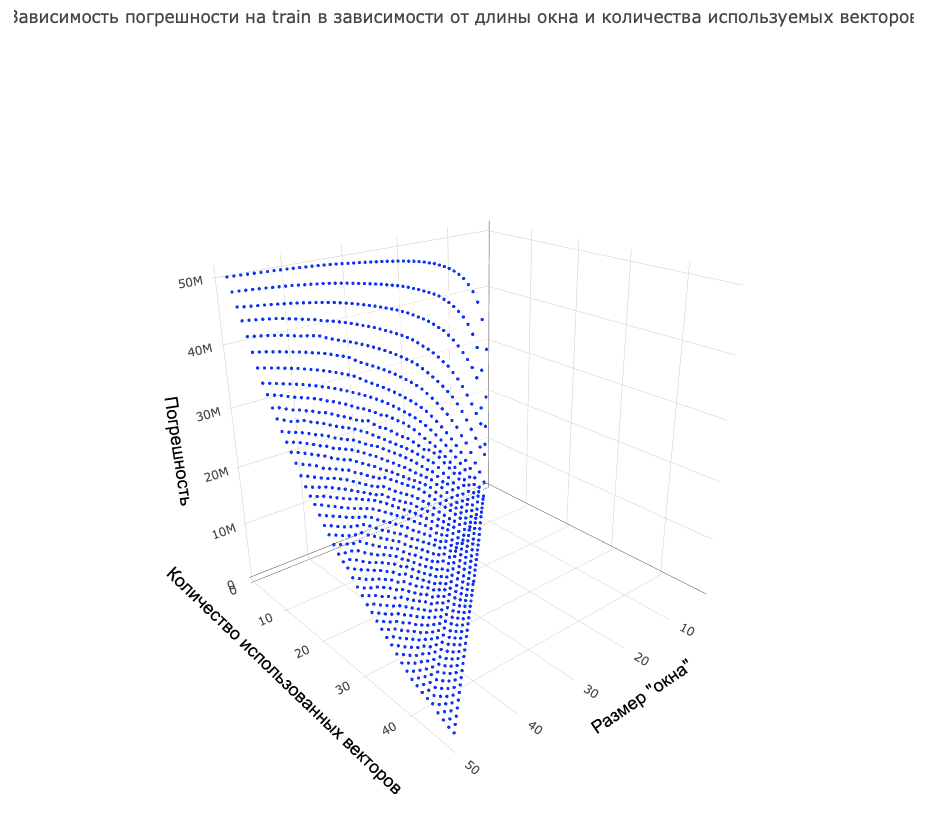 Зависимость погрешности на train в зависимости от длины окна и количества используемых векторов
50M
40M
30M
20M
10M
0
Погрешность
0
10
20
30
40
Количество использованных векторов
10
20
30
40
50
Размер "окна"